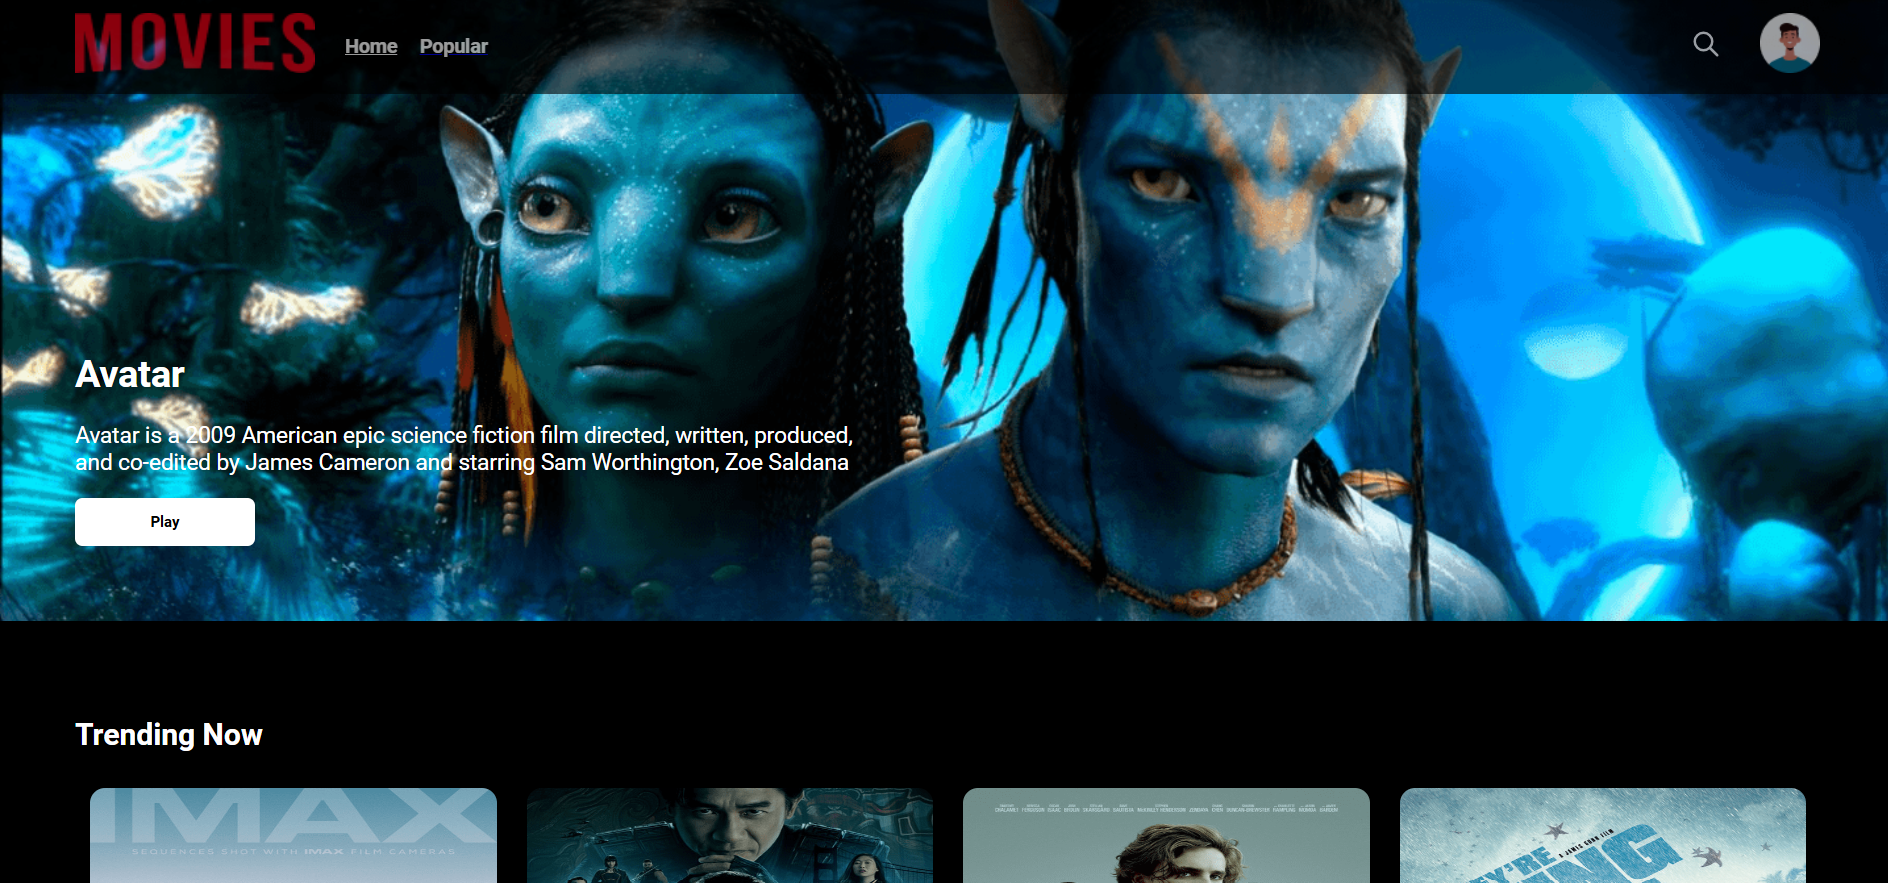 MOVIES
Home
Popular
Avatar
Avatar is a 2009 American epic science fiction film directed, written, produced,
and co-edited by James Cameron and starring Sam Worthington, Zoe Saldana
Play
Trending Now
IMAX
SEQUENCES SHOT WITH IMAX FILM CAMERAS
A JAMES GUNN FILM